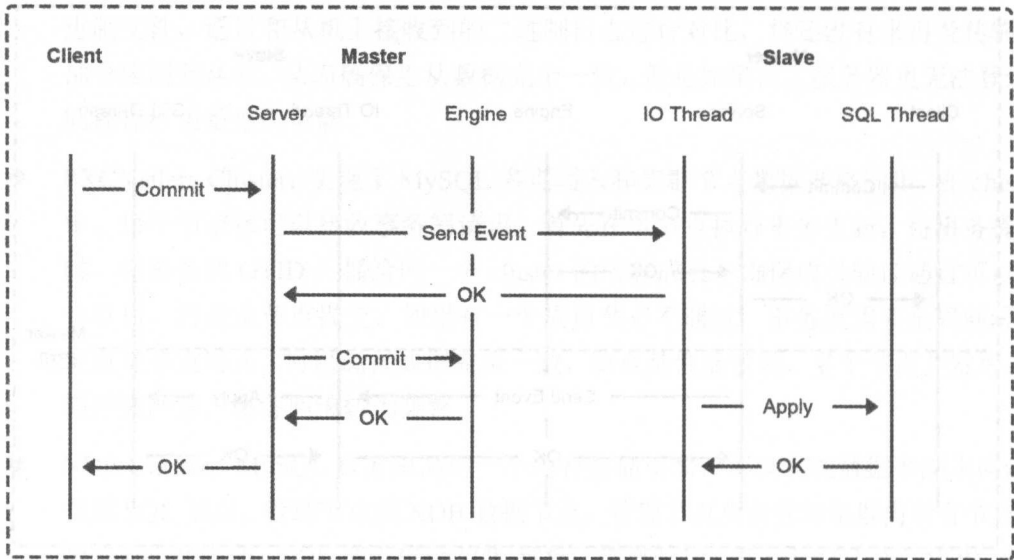 Client Master Slave
Server Engine IO Thread SQL Thread
Commit
Send Event
OK
Commit
Apply
OK
OK OK